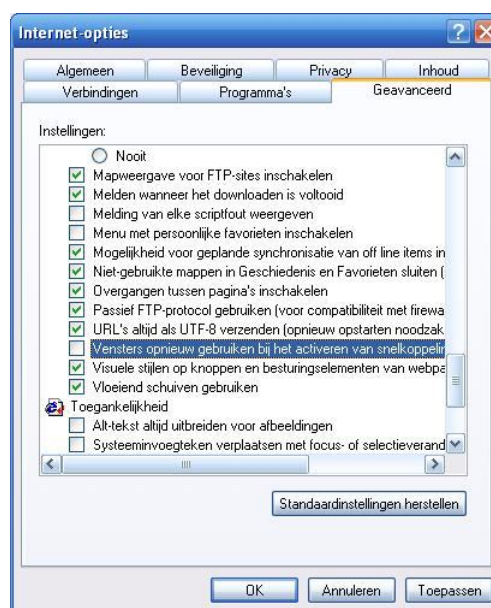 Internet-opties
Algemeen Beveiliging Privacy Inhoud
Verbindingen Programma's Geavanceerd
Instellingen:
Nooit
Mapweergave voor FTP-sites inschakelen
Melden wanneer het downloaden is voltooid
Melding van elke scriptfout weergeven
Menu met persoonlijke favorieten inschakelen
Mogelijkheid voor geplande synchronisatie van off line items in
Niet-gebruikte mappen in Geschiedenis en Favorieten sluiten (
Overgangen tussen pagina's inschakelen
Passief FTP-protocol gebruiken (voor compatibiliteit met firewa
URL's altijd als UTF-8 verzenden (opnieuw opstarten noodzak
Vensters opnieuw gebruiken bij het activeren van snelkoppelin
Visuele stijlen op knoppen en besturingselementen van webpa
Vloeiend schuiven gebruiken
Toegankelijkheid
Alt-tekst altijd uitbreiden voor afbeeldingen
Systeeminvoegteken verplaatsen met focus- of selectieverand
Standaardinstellingen herstellen
OK Annuleren Toepassen